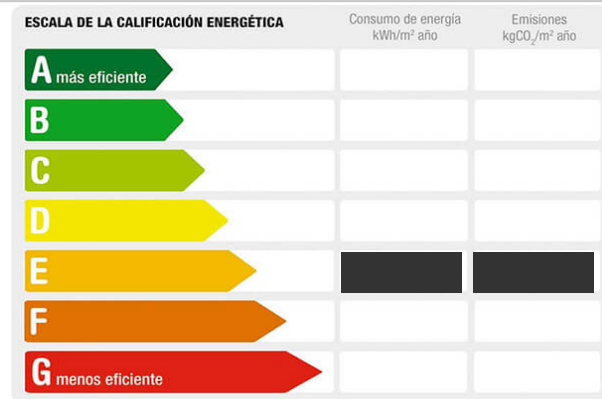 ESCALA DE LA CALIFICACIÓN ENERGÉTICA
Consumo de energía
kWh/m² año
Emisiones
kgCO₂/m² año
A más eficiente
B
C
D
E
F
G menos eficiente